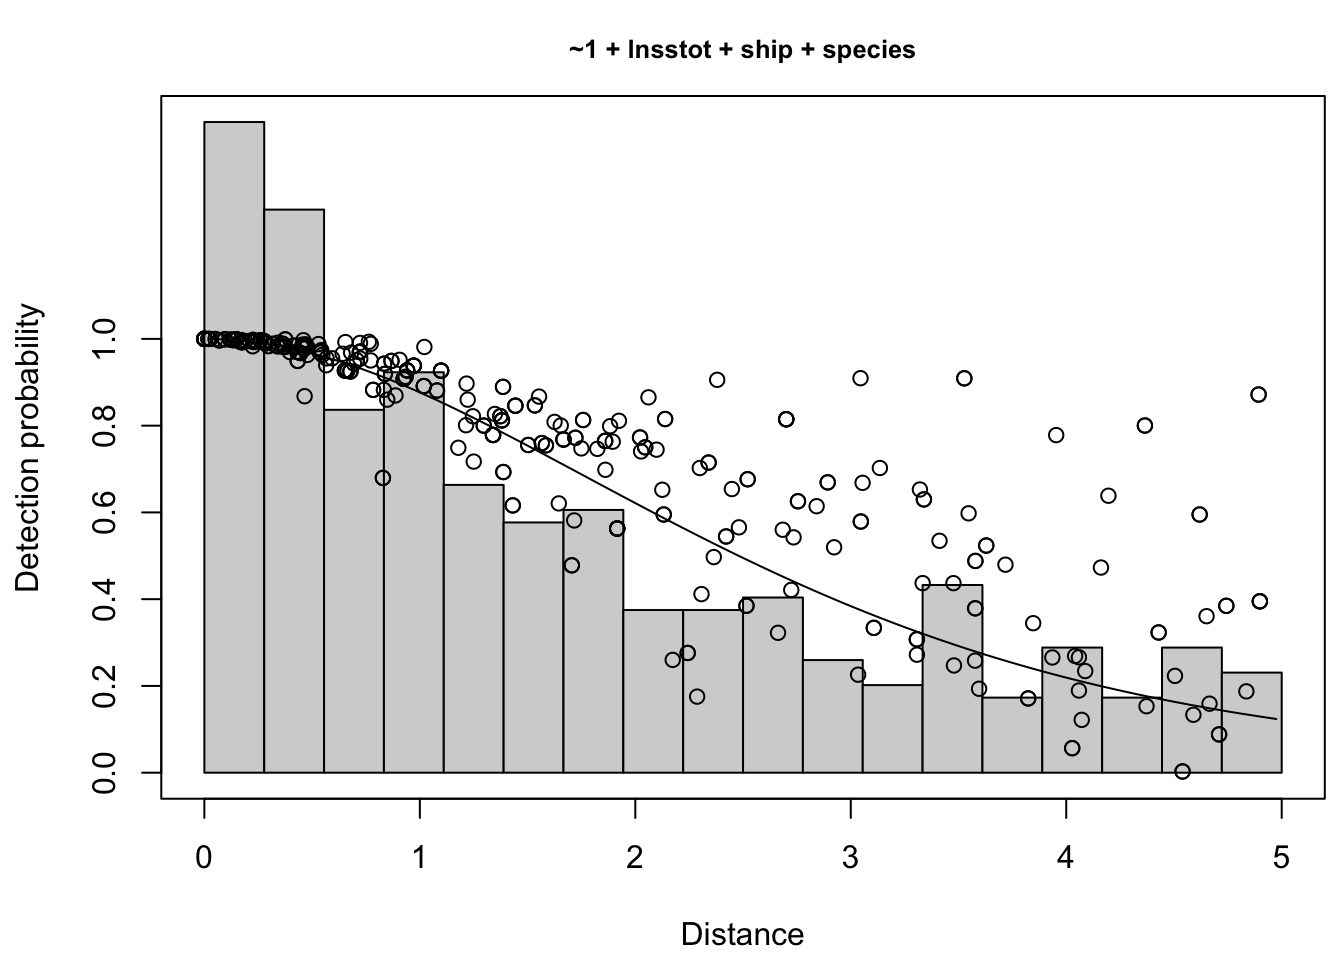 ~1 + lnsstot + ship + species
Detection probability
1.0
0.8
0.6
0.4
0.2
0.0
0 1 2 3 4 5
Distance